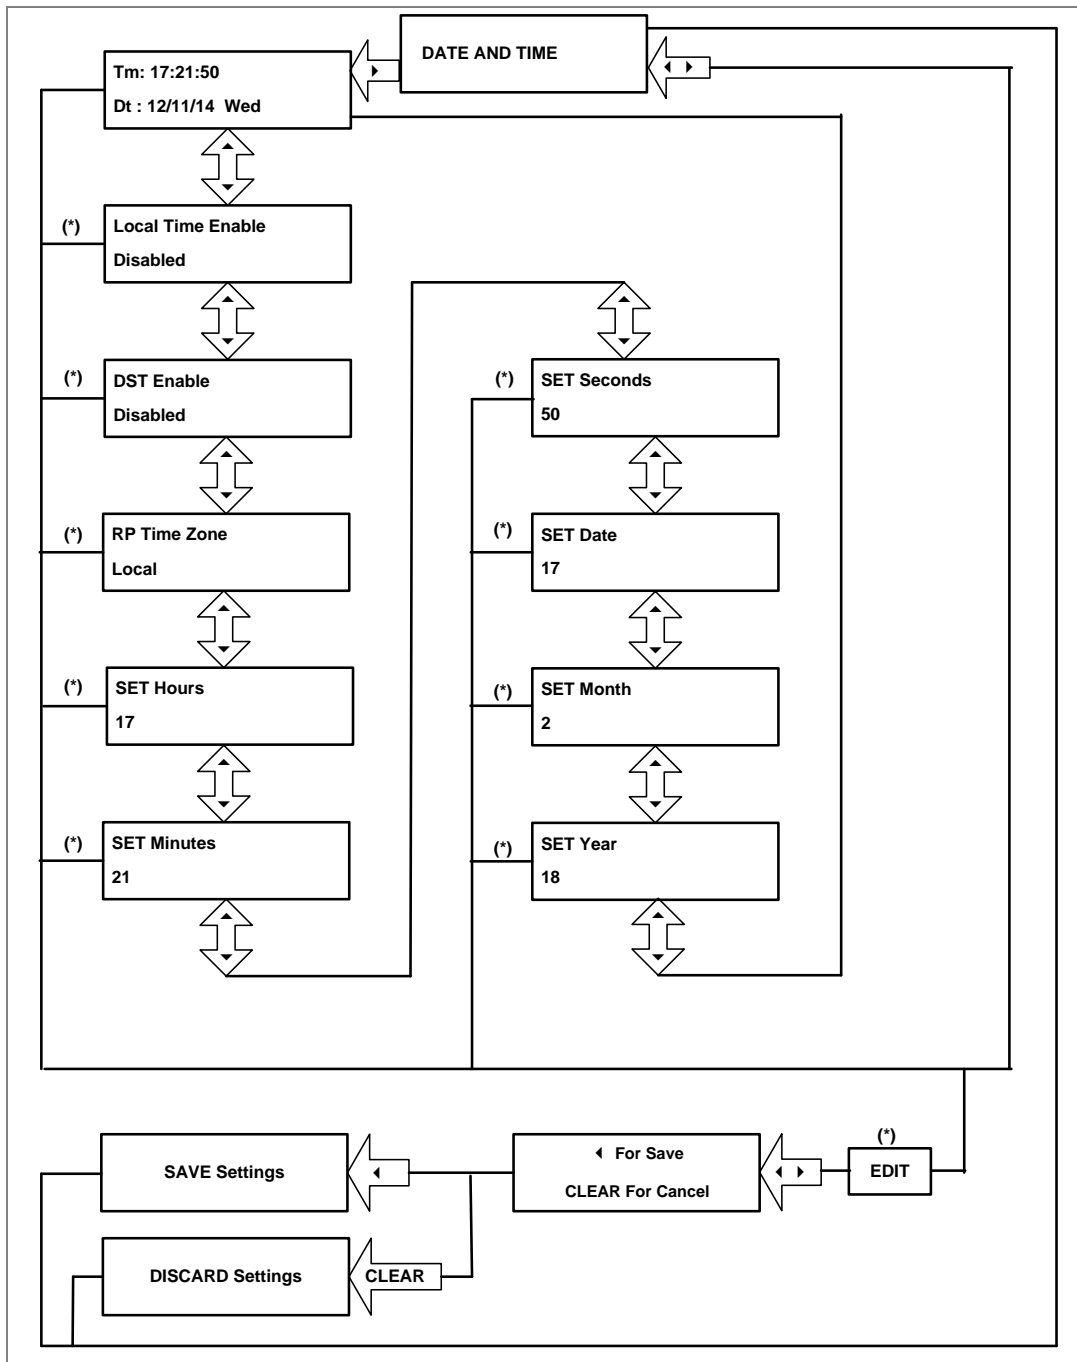 DATE AND TIME
Tm: 17:21:50
Dt : 12/11/14 Wed
(*)
Local Time Enable
Disabled
(*)
DST Enable
Disabled
(*)
RP Time Zone
Local
(*)
SET Hours
17
(*)
SET Minutes
21
(*)
SET Seconds
50
(*)
SET Date
17
(*)
SET Month
2
(*)
SET Year
18
(*)
EDIT
For Save
CLEAR For Cancel
SAVE Settings
CLEAR
DISCARD Settings